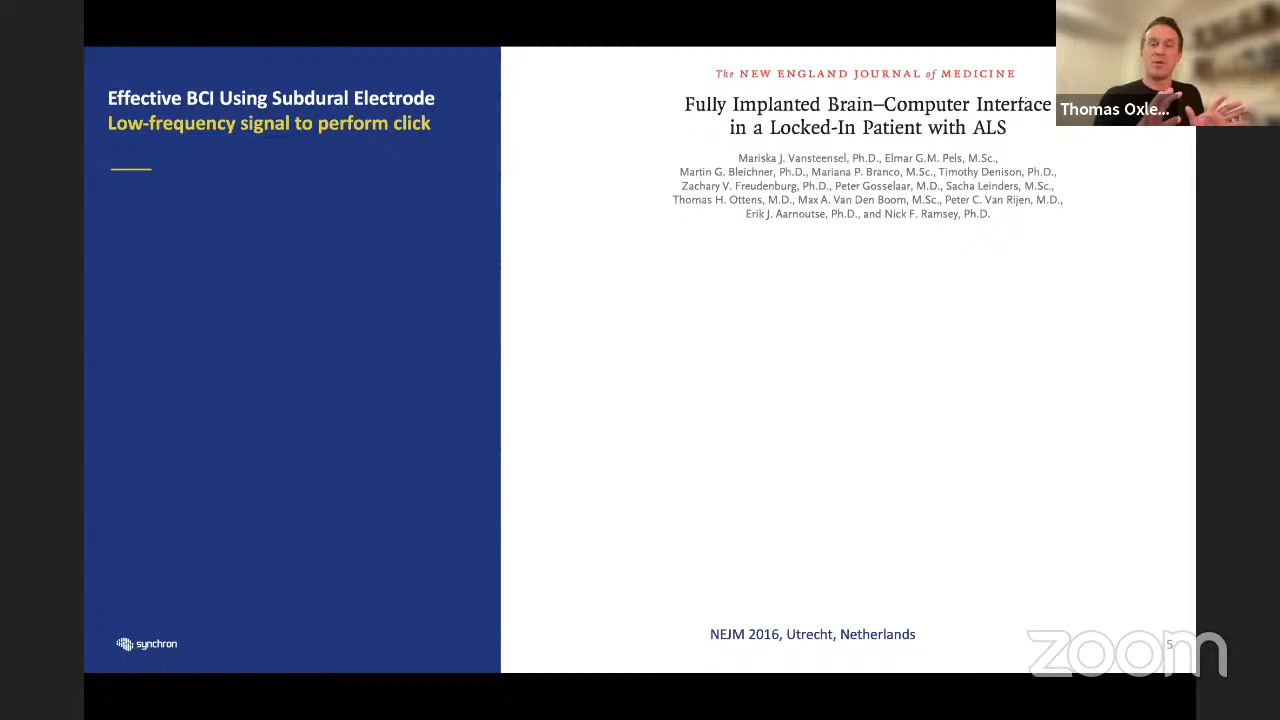 Effective BCI Using Subdural Electrode
Low-frequency signal to perform click
The NEW ENGLAND JOURNAL of MEDICINE
Fully Implanted Brain–Computer Interface
in a Locked-In Patient with ALS
Mariska J. Vansteensel, Ph.D., Elmar G.M. Pels, M.Sc.,
Martin G. Bleichner, Ph.D., Mariana P. Branco, M.Sc., Timothy Denison, Ph.D.,
Zachary V. Freudenburg, Ph.D., Peter Gosselaar, M.D., Sacha Leinders, M.Sc.,
Thomas H. Ottens, M.D., Max A. Van Den Boom, M.Sc., Peter C. Van Rijen, M.D.,
Erik J. Aarnoutse, Ph.D., and Nick F. Ramsey, Ph.D.
Thomas Oxle...
NEJM 2016, Utrecht, Netherlands
synchron
5
zoom